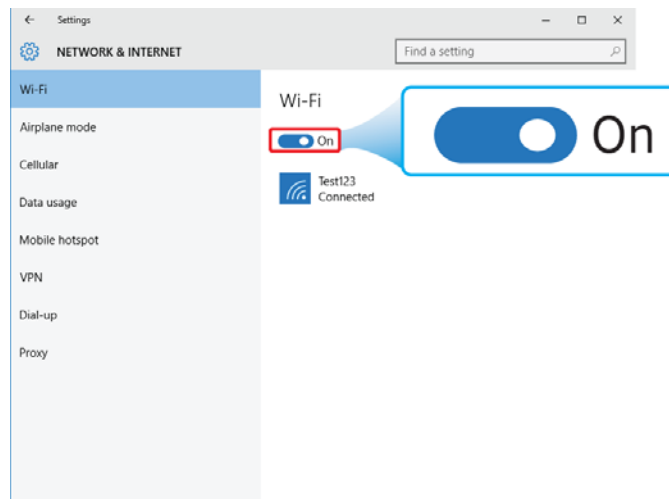 Settings
NETWORK & INTERNET
Find a setting
Wi-Fi
Airplane mode
Cellular
Data usage
Mobile hotspot
VPN
Dial-up
Proxy
Wi-Fi
On
On
Test123
Connected